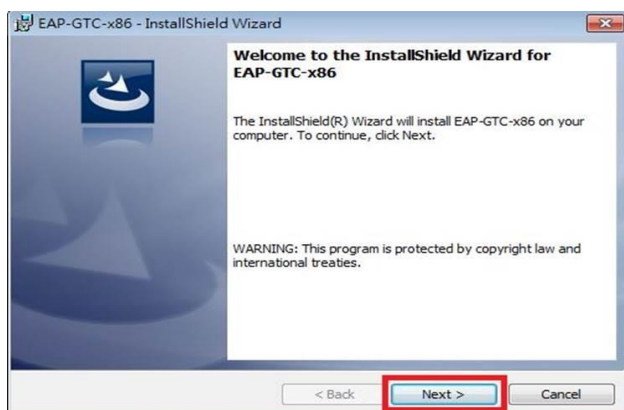 EAP-GTC-x86 - InstallShield Wizard
Welcome to the InstallShield Wizard for
EAP-GTC-x86
The InstallShield(R) Wizard will install EAP-GTC-x86 on your
computer. To continue, click Next.
WARNING: This program is protected by copyright law and
international treaties.
< Back
Next >
Cancel